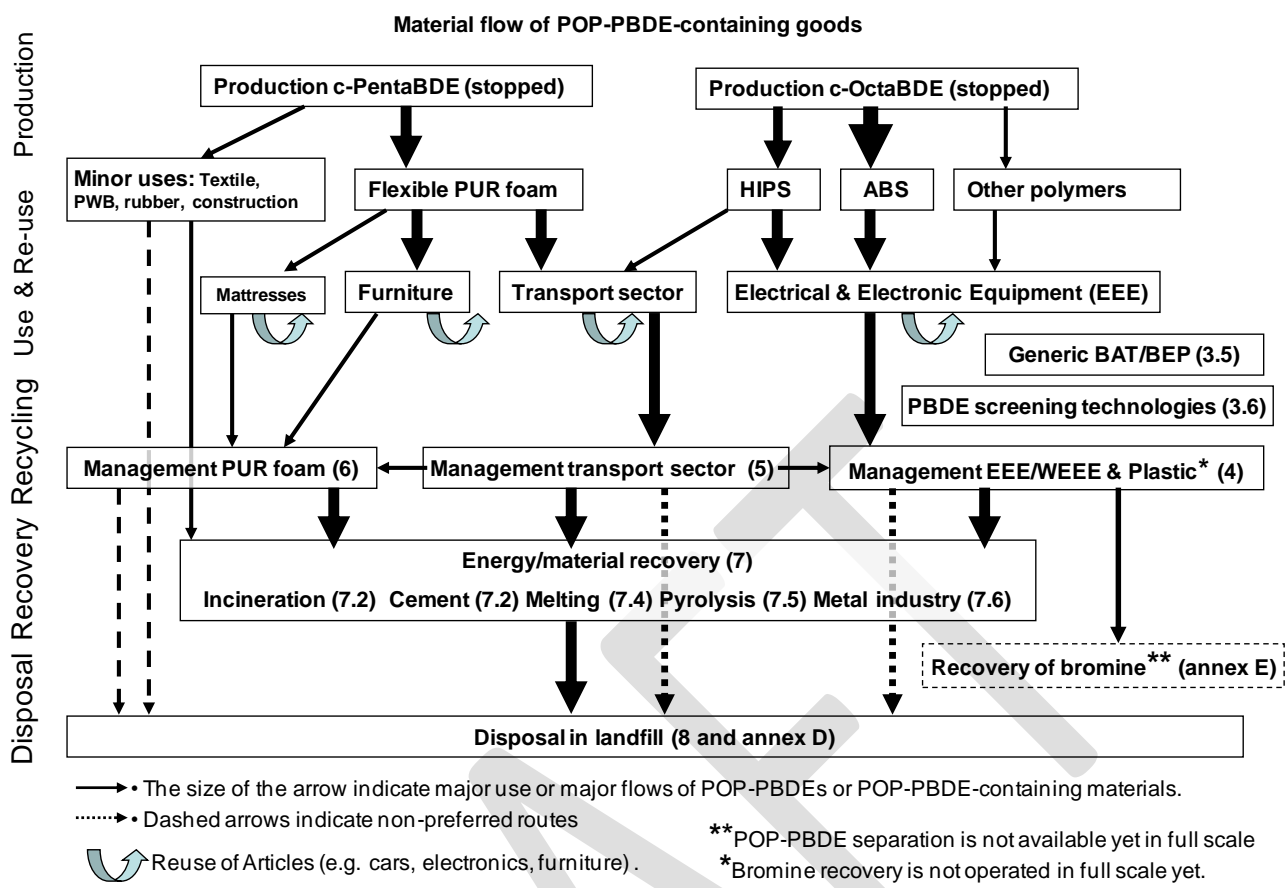 Material flow of POP-PBDE-containing goods
Production c-PentaBDE (stopped)
Production c-OctaBDE (stopped)
Minor uses: Textile,
PWB, rubber, construction
Flexible PUR foam
HIPS
ABS
Other polymers
Mattresses
Furniture
Transport sector
Electrical & Electronic Equipment (EEE)
Generic BAT/BEP (3.5)
PBDE screening technologies (3.6)
Management PUR foam (6)
Management transport sector (5)
Management EEE/WEEE & Plastic* (4)
Energy/material recovery (7)
Incineration (7.2) Cement (7.2) Melting (7.4) Pyrolysis (7.5) Metal industry (7.6)
Recovery of bromine** (annex E)
Disposal in landfill (8 and annex D)
Disposal Recovery Recycling Use & Re-use Production
• The size of the arrow indicate major use or major flows of POP-PBDEs or POP-PBDE-containing materials.
• Dashed arrows indicate non-preferred routes
Reuse of Articles (e.g. cars, electronics, furniture) .
**POP-PBDE separation is not available yet in full scale
*Bromine recovery is not operated in full scale yet.
AFT